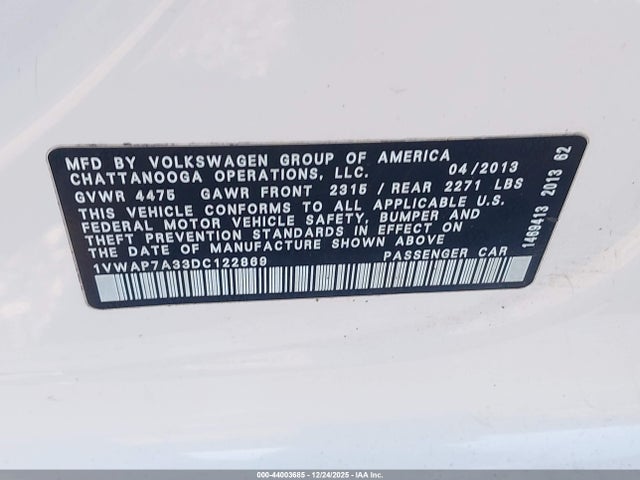 MFD BY VOLKSWAGEN GROUP OF AMERICA
CHATTANOOGA OPERATIONS, LLC. 04/2013
GVWR 4475 GAWR FRONT 2315 / REAR 2271 LBS
THIS VEHICLE CONFORMS TO ALL APPLICABLE U.S.
FEDERAL MOTOR VEHICLE SAFETY, BUMPER AND
THEFT PREVENTION STANDARDS IN EFFECT ON
THE DATE OF MANUFACTURE SHOWN ABOVE
1VWAP7A33DC122869 PASSENGER CAR
1469413 2013 62
000-44003685 - 12/24/2025 - IAA Inc.